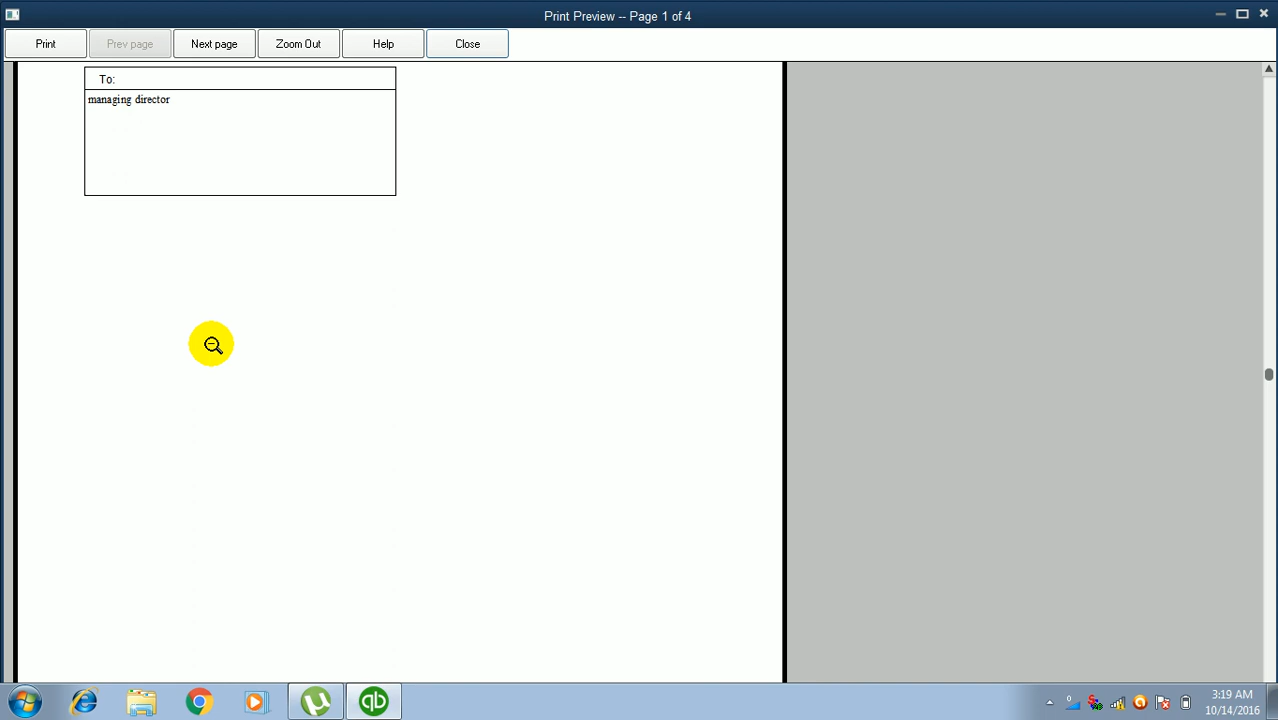 Print Preview -- Page 1 of 4
Print
Prev page
Next page
Zoom Out
Help
Close
To:
managing director
3:19 AM
10/14/2016